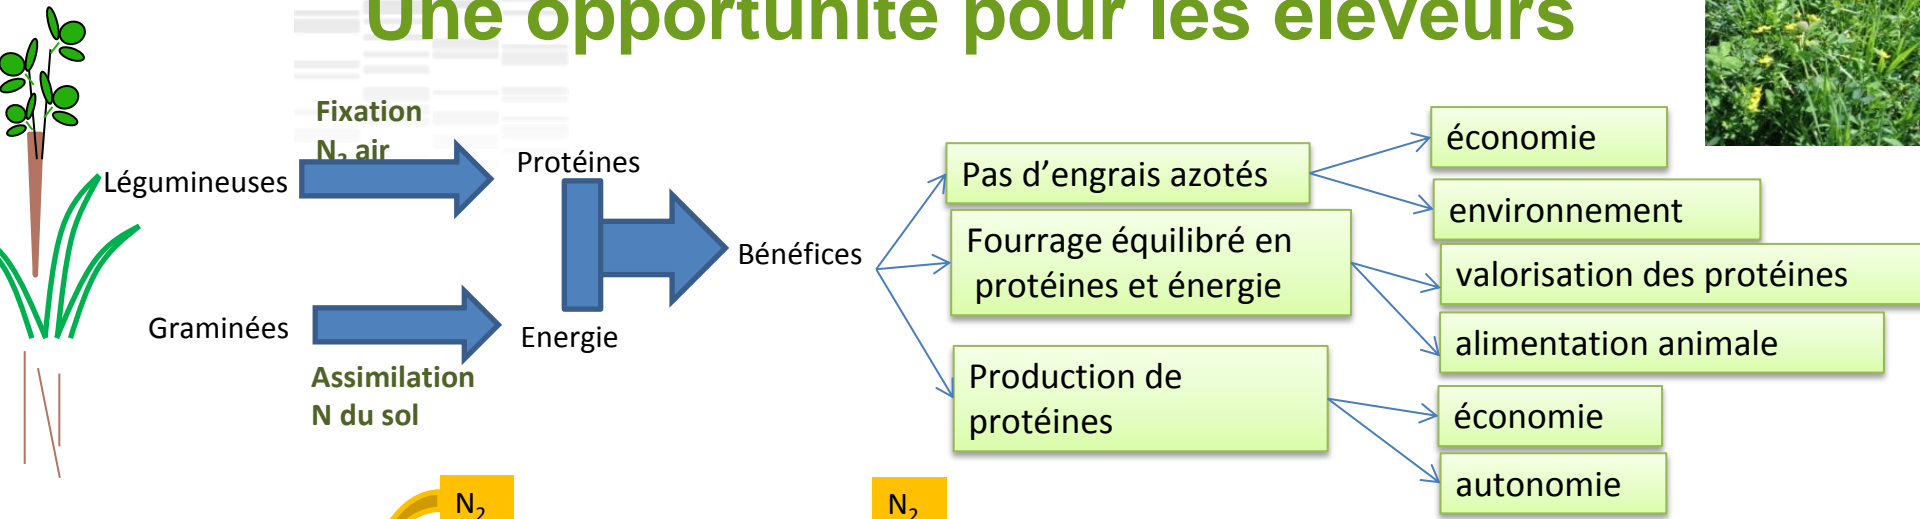 Une opportunité pour les éleveurs
Fixation
N₂ air
Légumineuses
Protéines
Graminées
Energie
Assimilation
N du sol
Bénéfices
Pas d’engrais azotés
Fourrage équilibré en
protéines et énergie
Production de
protéines
économie
environnement
valorisation des protéines
alimentation animale
économie
autonomie
N₂
N₂